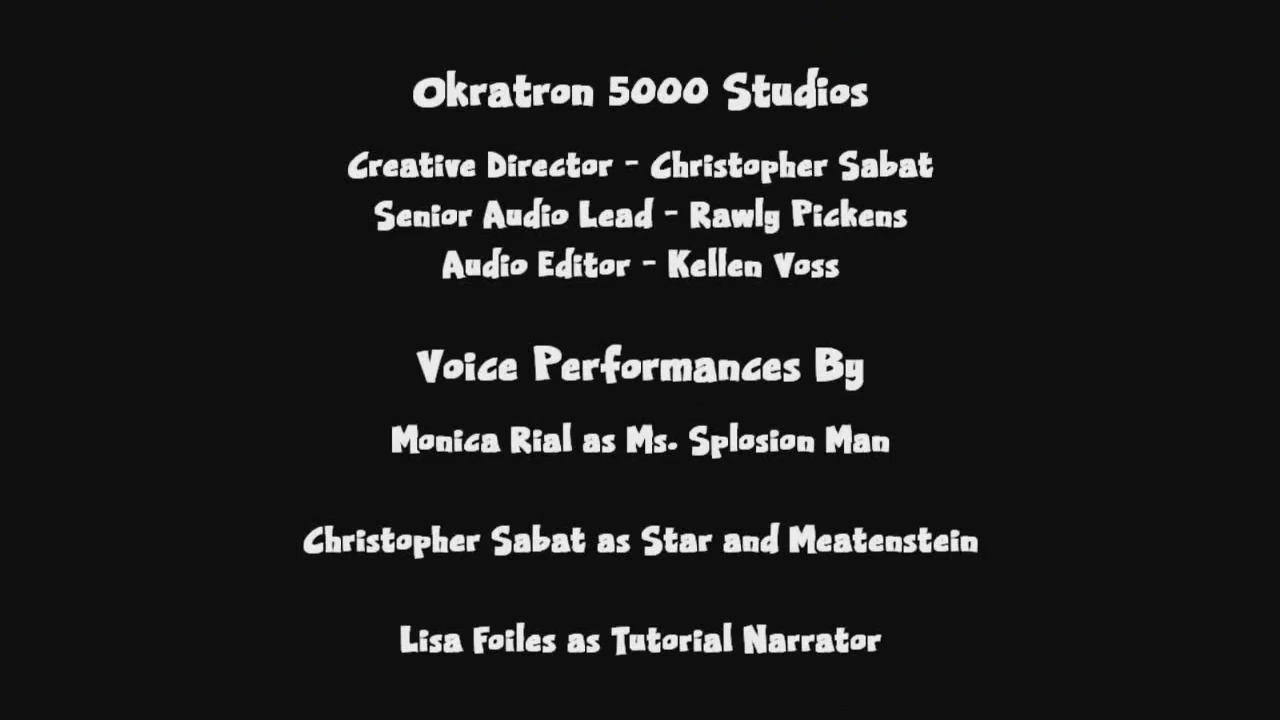 Okratron 5000 Studios
Creative Director - Christopher Sabat
Senior Audio Lead - Rawly Pickens
Audio Editor - Kellen Voss
Voice Performances By
Monica Rial as Ms. Splosion Man
Christopher Sabat as Star and Meatenstein
Lisa Foiles as Tutorial Narrator